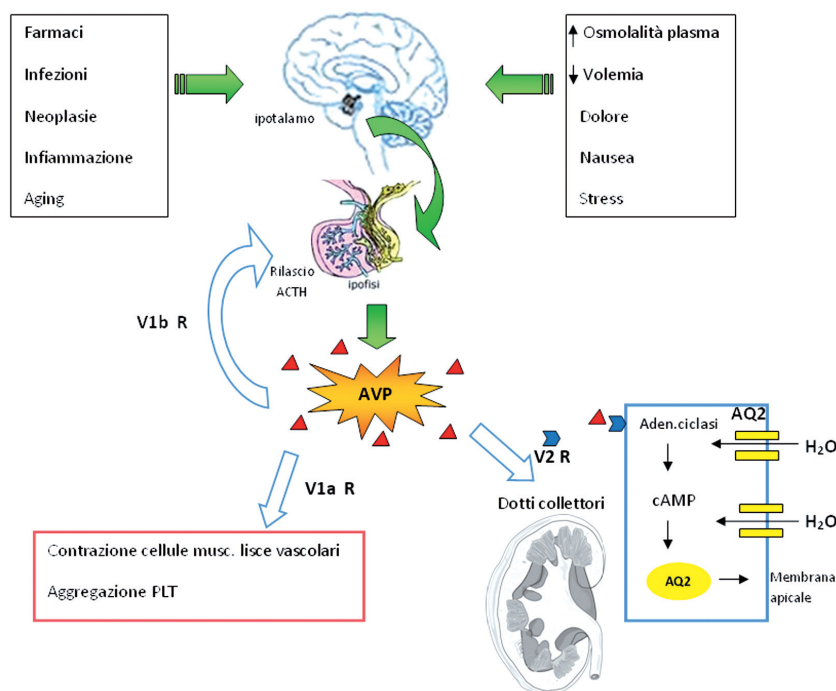 Farmaci
Infezioni
Neoplasie
Infiammazione
Aging
ipotalamo
Osmolalità plasma
Volemia
Dolore
Nausea
Stress
Rilascio
ACTH
ipofisi
V1b R
AVP
V1a R
Contrazione cellule musc. lisce vascolari
Aggregazione PLT
V2 R
Dotti collettori
AQ2
Aden.ciclasi
H2O
cAMP
H2O
AQ2
Membrana
apicale